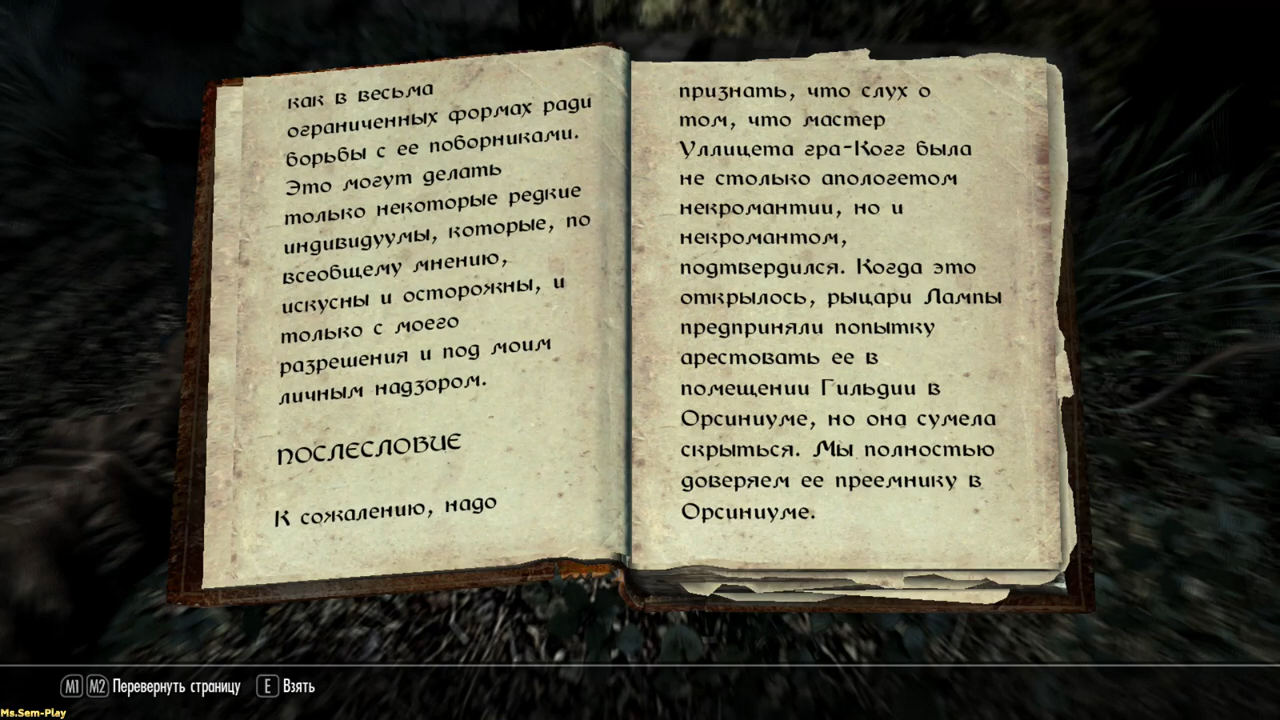 как в весьма
ограниченных формах ради
борьбы с ее поборниками.
Это могут делать
только некоторые редкие
индивидуумы, которые, по
всеобщему мнению,
искусны и осторожны, и
только с моего
разрешения и под моим
личным надзором.
ПОСЛЕСЛОВИЕ
К сожалению, надо
признать, что слух о
том, что мастер
Уллицета гра-Когг была
не столько апологетом
некромантии, но и
некромантом,
подтвердился. Когда это
открылось, рыцари Лампы
предприняли попытку
арестовать ее в
помещении Гильдии в
Орсиниуме, но она сумела
скрыться. Мы полностью
доверяем ее преемнику в
Орсиниуме.
M1 M2 Перевернуть страницу E Взять
Ms.Sem-Play